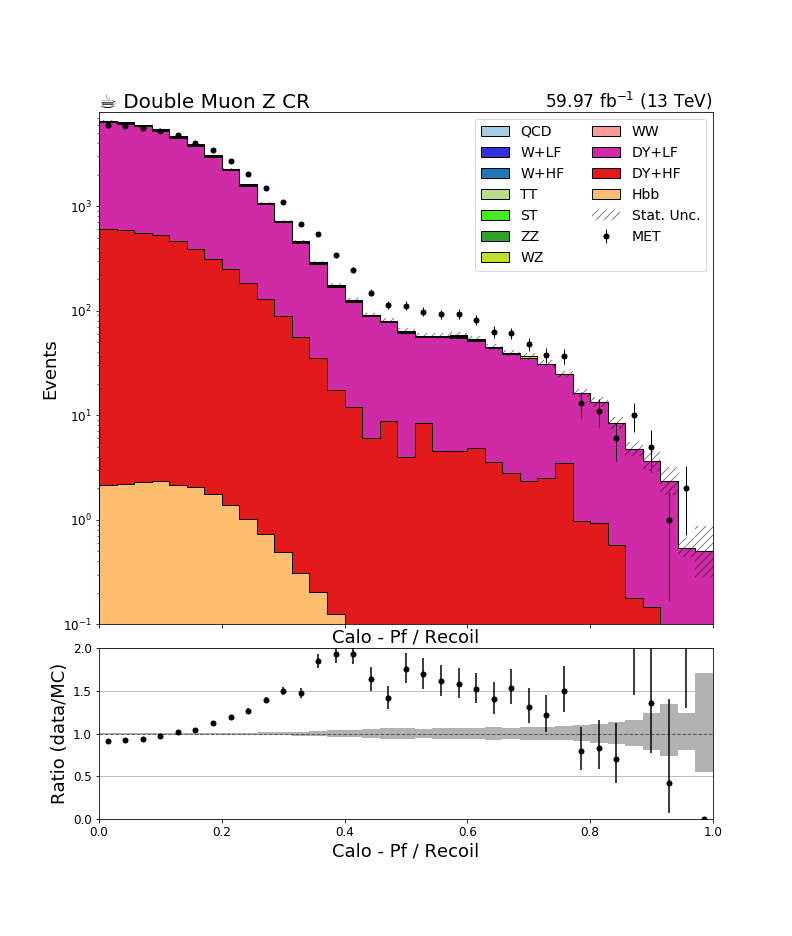 ☕ Double Muon Z CR
59.97 fb⁻¹ (13 TeV)
QCD
W+LF
W+HF
TT
ST
ZZ
WZ
WW
DY+LF
DY+HF
Hbb
Stat. Unc.
MET
Events
10³
10²
10¹
10⁰
10⁻¹
Calo - Pf / Recoil
Ratio (data/MC)
2.0
1.5
1.0
0.5
0.0
0.0 0.2 0.4 0.6 0.8 1.0
Calo - Pf / Recoil